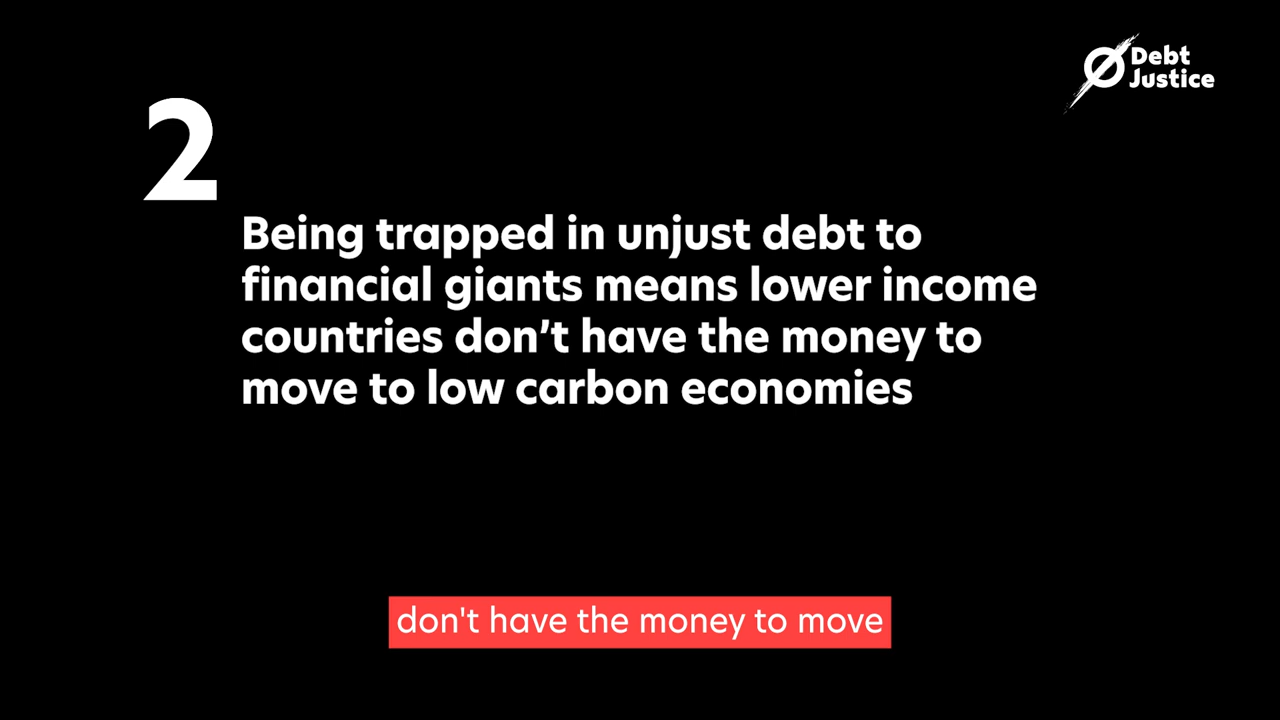 Debt
Justice
2
Being trapped in unjust debt to
financial giants means lower income
countries don’t have the money to
move to low carbon economies
don't have the money to move